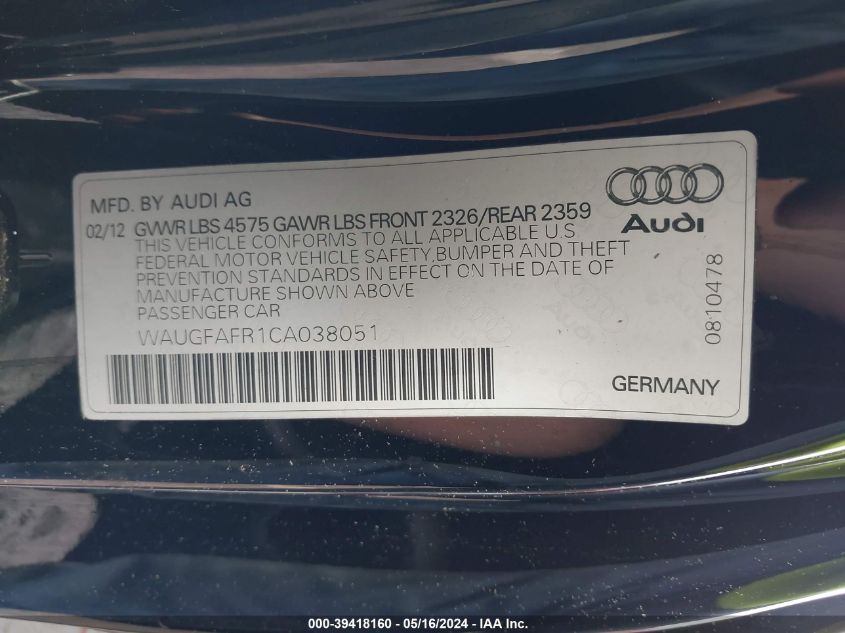 MFD. BY AUDI AG
02/12 GVWR LBS 4575 GAWR LBS FRONT 2326/REAR 2359
THIS VEHICLE CONFORMS TO ALL APPLICABLE U.S
FEDERAL MOTOR VEHICLE SAFETY,BUMPER AND THEFT
PREVENTION STANDARDS IN EFFECT ON THE DATE OF
MANUFACTURE SHOWN ABOVE
PASSENGER CAR
WAUGFAFR1CA038051
Audi
0810478
Audi
GERMANY
000-39418160 - 05/16/2024 - IAA Inc.